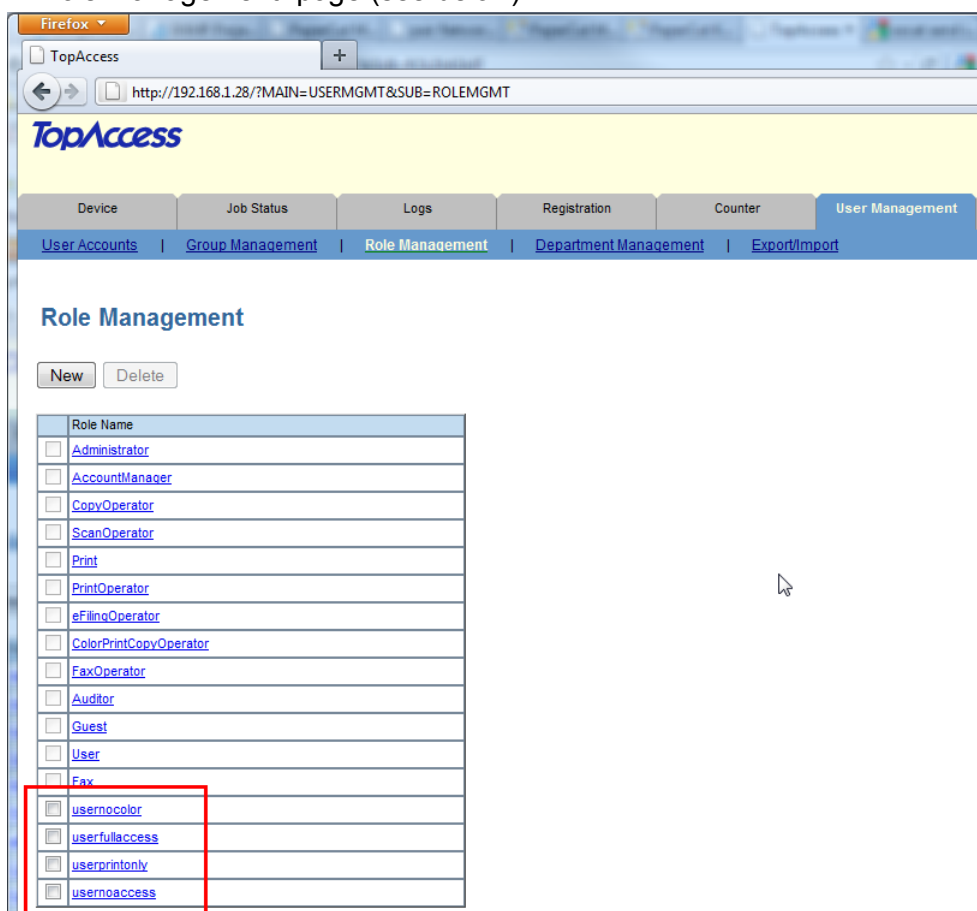 Firefox
TopAccess +
http://192.168.1.28/?MAIN=USERMGMT&SUB=ROLEMGMT
TopAccess
Device Job Status Logs Registration Counter User Management
User Accounts | Group Management | Role Management | Department Management | Export/Import
Role Management
New Delete
Role Name
Administrator
AccountManager
CopyOperator
ScanOperator
Print
PrintOperator
eFilingOperator
ColorPrintCopyOperator
FaxOperator
Auditor
Guest
User
Fax
usernocolor
userfullaccess
userprintonly
usernoaccess